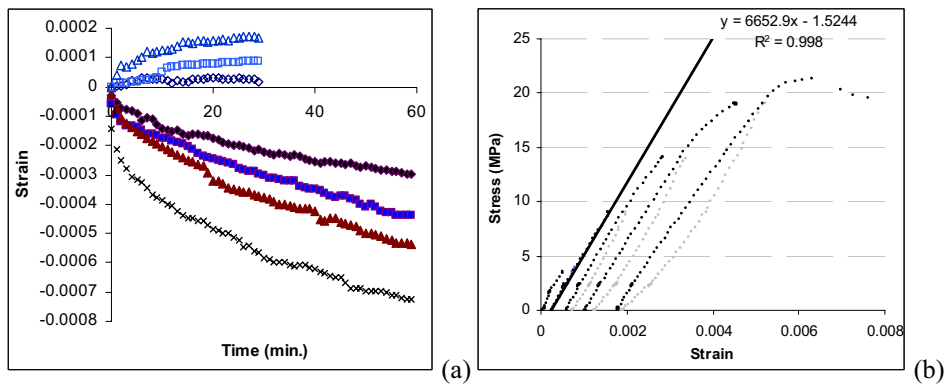 0.0002
0.0001
0
-0.0001
-0.0002
-0.0003
-0.0004
-0.0005
-0.0006
-0.0007
-0.0008
0 20 40 60
Strain
Time (min.)
(a)
y = 6652.9x - 1.5244
R² = 0.998
25
20
15
10
5
0
0 0.002 0.004 0.006 0.008
Stress (MPa)
Strain
(b)